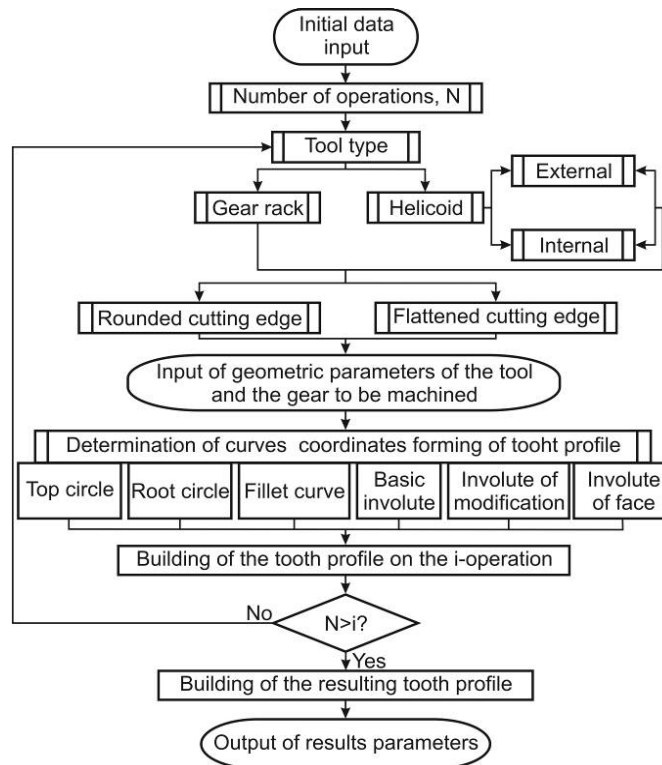 Initial data
input
Number of operations, N
Tool type
External
Gear rack
Helicoid
Internal
Rounded cutting edge
Flattened cutting edge
Input of geometric parameters of the tool
and the gear to be machined
Determination of curves coordinates forming of tooht profile
Top circle
Root circle
Fillet curve
Basic
involute
Involute of
modification
Involute
of face
Building of the tooth profile on the i-operation
No
N>i?
Yes
Building of the resulting tooth profile
Output of results parameters